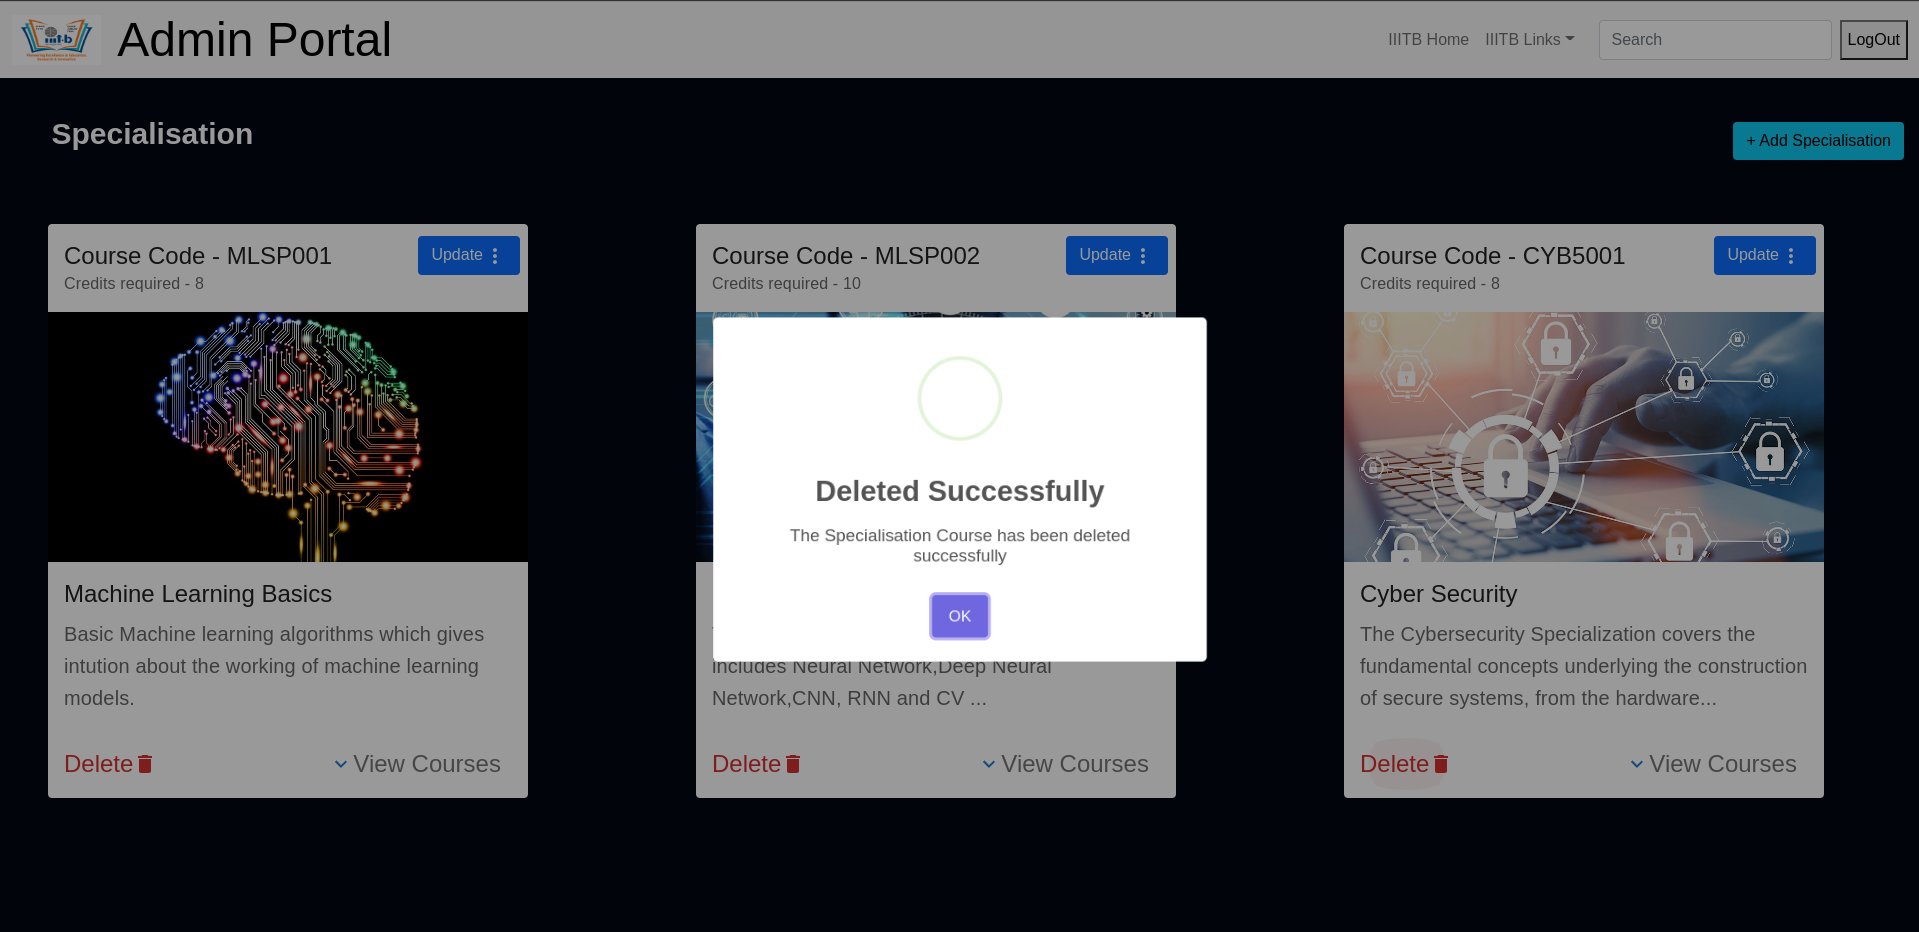 iiit-b
Admin Portal
IIITB Home
IIITB Links
Search
LogOut
Specialisation
+ Add Specialisation
Course Code - MLSP001
Update
Credits required - 8
Course Code - MLSP002
Update
Credits required - 10
Course Code - CYB5001
Update
Credits required - 8
Deleted Successfully
The Specialisation Course has been deleted
successfully
OK
Machine Learning Basics
Basic Machine learning algorithms which gives
intution about the working of machine learning
models.
Delete
View Courses
includes Neural Network,Deep Neural
Network,CNN, RNN and CV ...
Delete
View Courses
Cyber Security
The Cybersecurity Specialization covers the
fundamental concepts underlying the construction
of secure systems, from the hardware...
Delete
View Courses